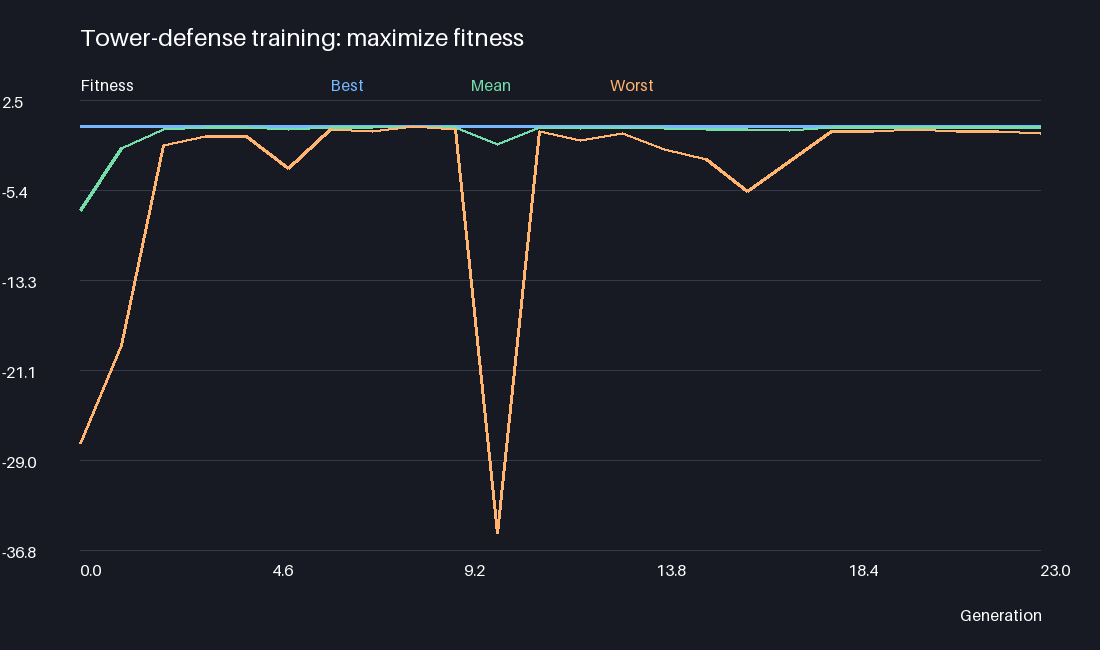 Tower-defense training: maximize fitness
Fitness Best Mean Worst
2.5
-5.4
-13.3
-21.1
-29.0
-36.8
0.0 4.6 9.2 13.8 18.4 23.0
Generation